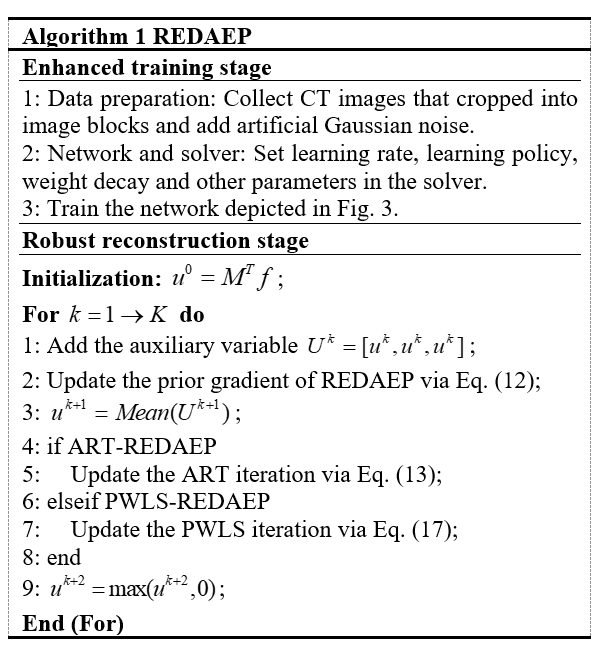 Algorithm 1 REDAEP
Enhanced training stage
1: Data preparation: Collect CT images that cropped into
image blocks and add artificial Gaussian noise.
2: Network and solver: Set learning rate, learning policy,
weight decay and other parameters in the solver.
3: Train the network depicted in Fig. 3.
Robust reconstruction stage
Initialization: u^0 = M^T f ;
For k = 1 → K do
1: Add the auxiliary variable U^k = [u^k, u^k, u^k] ;
2: Update the prior gradient of REDAEP via Eq. (12);
3: u^{k+1} = Mean(U^{k+1}) ;
4: if ART-REDAEP
5: Update the ART iteration via Eq. (13);
6: elseif PWLS-REDAEP
7: Update the PWLS iteration via Eq. (17);
8: end
9: u^{k+2} = max(u^{k+2}, 0) ;
End (For)